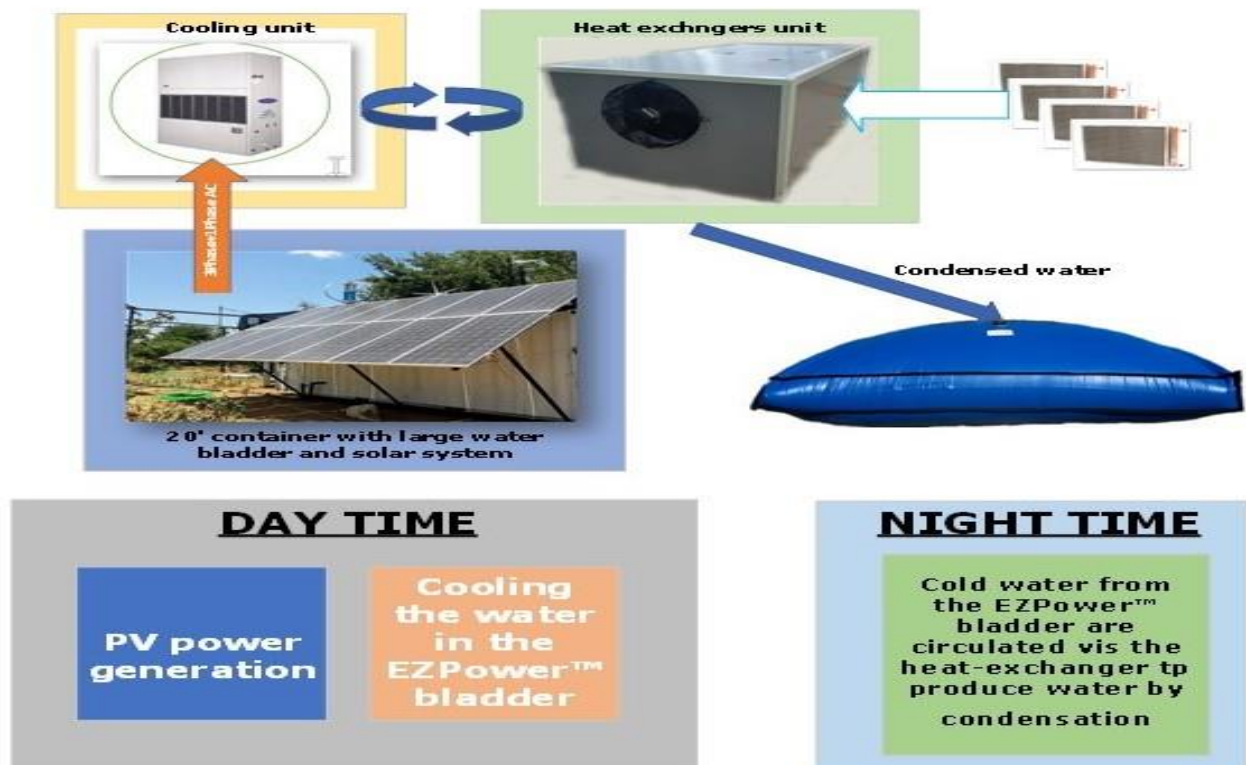 Cooling unit
Heat exchngers unit
3Phase+1Phase AC
Condensed water
20' container with large water
bladder and solar system
DAY TIME
PV power
generation
Cooling
the water
in the
EZPower™
bladder
NIGHT TIME
Cold water from
the EZPower™
bladder are
circulated vis the
heat-exchanger tp
produce water by
condensation